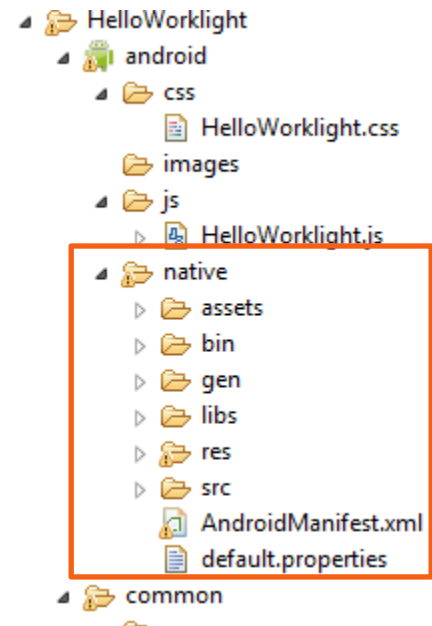 HelloWorklight
android
css
HelloWorklight.css
images
js
HelloWorklight.js
native
assets
bin
gen
libs
res
src
AndroidManifest.xml
default.properties
common